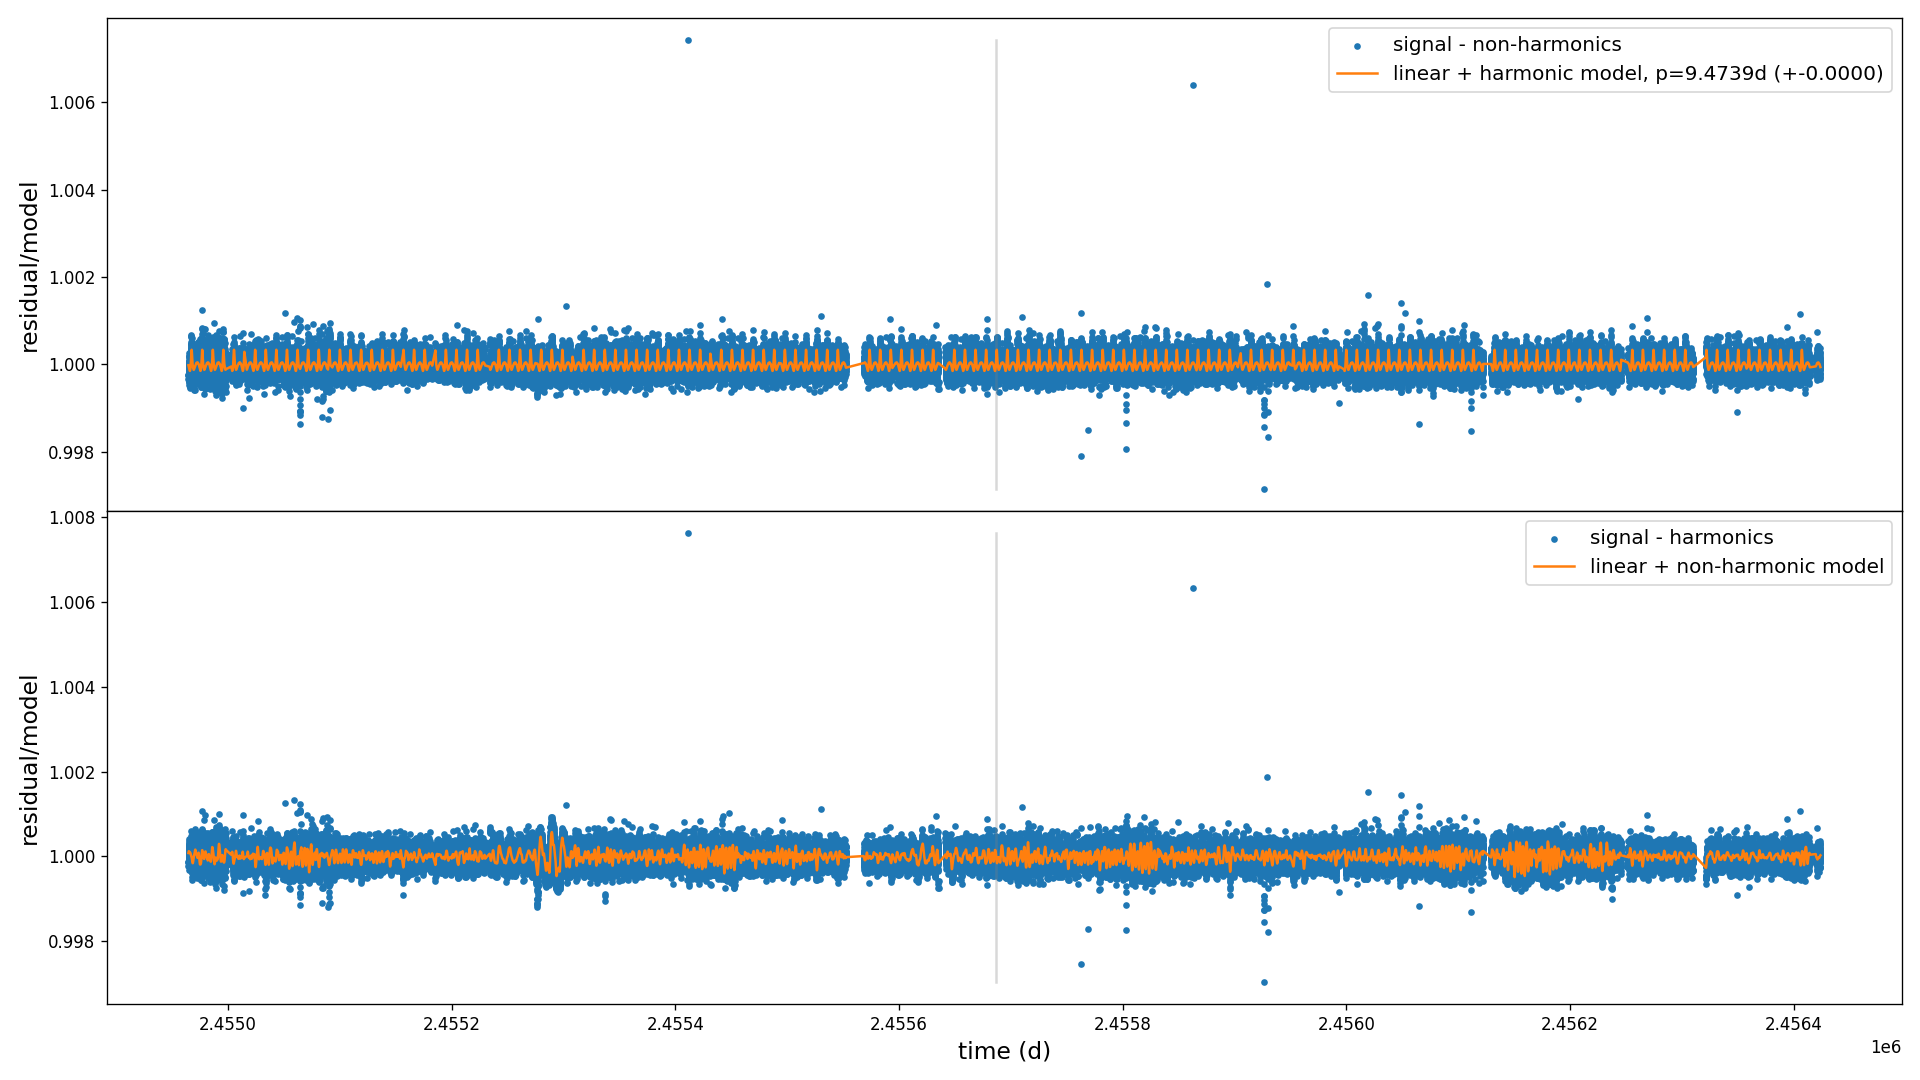 signal - non-harmonics
linear + harmonic model, p=9.4739d (+-0.0000)
residual/model
1.006
1.004
1.002
1.000
0.998
signal - harmonics
linear + non-harmonic model
residual/model
1.008
1.006
1.004
1.002
1.000
0.998
2.4550
2.4552
2.4554
2.4556
2.4558
2.4560
2.4562
2.4564
1e6
time (d)